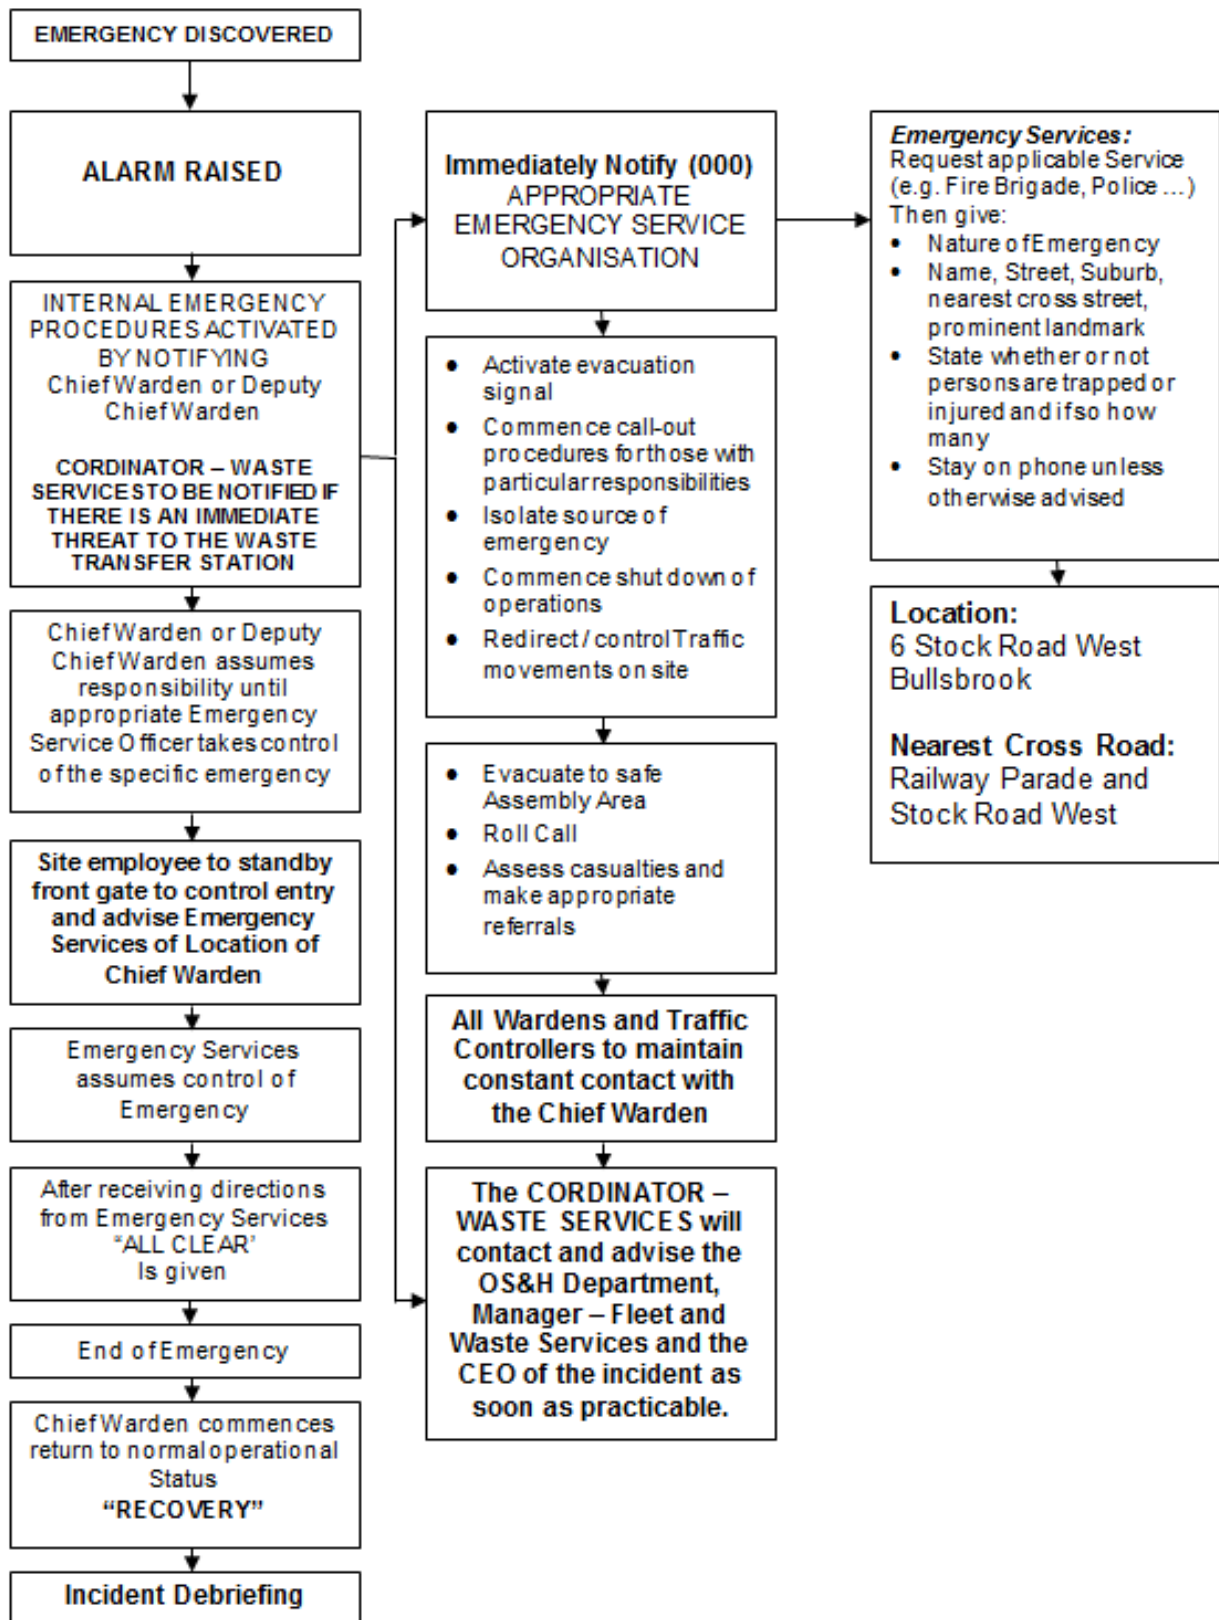 EMERGENCY DISCOVERED
ALARM RAISED
INTERNAL EMERGENCY
PROCEDURES ACTIVATED
BY NOTIFYING
Chief Warden or Deputy
Chief Warden
CORDINATOR – WASTE
SERVICES TO BE NOTIFIED IF
THERE IS AN IMMEDIATE
THREAT TO THE WASTE
TRANSFER STATION
Chief Warden or Deputy
Chief Warden assumes
responsibility until
appropriate Emergency
Service Officer takes control
of the specific emergency
Site employee to standby
front gate to control entry
and advise Emergency
Services of Location of
Chief Warden
Emergency Services
assumes control of
Emergency
After receiving directions
from Emergency Services
“ALL CLEAR’
Is given
End of Emergency
Chief Warden commences
return to normal operational
Status
“RECOVERY”
Incident Debriefing
Immediately Notify (000)
APPROPRIATE
EMERGENCY SERVICE
ORGANISATION
• Activate evacuation
signal
• Commence call-out
procedures for those with
particular responsibilities
• Isolate source of
emergency
• Commence shut down of
operations
• Redirect / control Traffic
movements on site
• Evacuate to safe
Assembly Area
• Roll Call
• Assess casualties and
make appropriate
referrals
All Wardens and Traffic
Controllers to maintain
constant contact with
the Chief Warden
The CORDINATOR –
WASTE SERVICES will
contact and advise the
OS&H Department,
Manager – Fleet and
Waste Services and the
CEO of the incident as
soon as practicable.
Emergency Services:
Request applicable Service
(e.g. Fire Brigade, Police ...)
Then give:
• Nature of Emergency
• Name, Street, Suburb,
nearest cross street,
prominent landmark
• State whether or not
persons are trapped or
injured and if so how
many
• Stay on phone unless
otherwise advised
Location:
6 Stock Road West
Bullsbrook
Nearest Cross Road:
Railway Parade and
Stock Road West